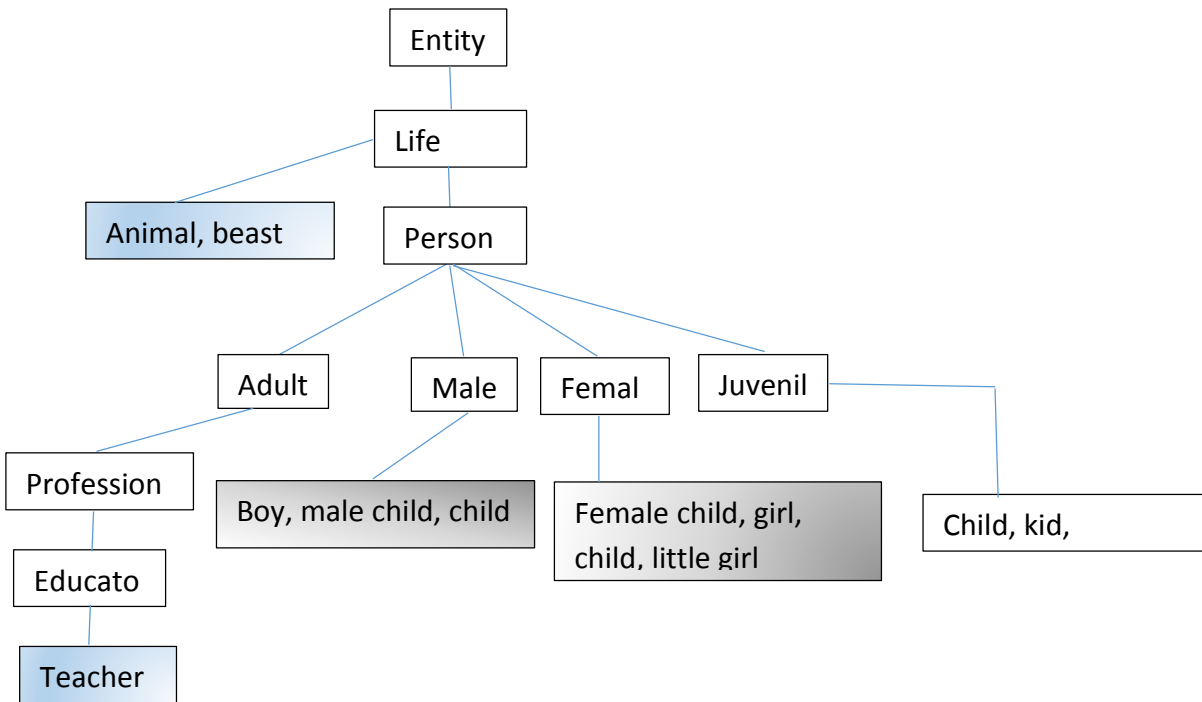 Entity
Life
Animal, beast
Person
Adult
Male
Femal
Juvenil
Profession
Boy, male child, child
Female child, girl,
child, little girl
Child, kid,
Educato
Teacher